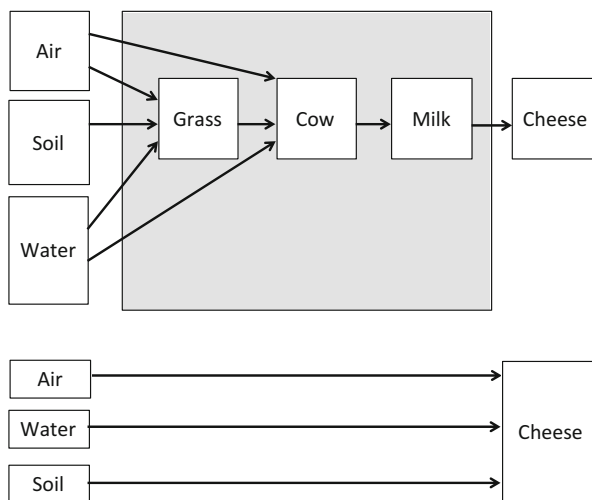 Air
Grass
Cow
Milk
Cheese
Soil
Water
Air
Water
Cheese
Soil